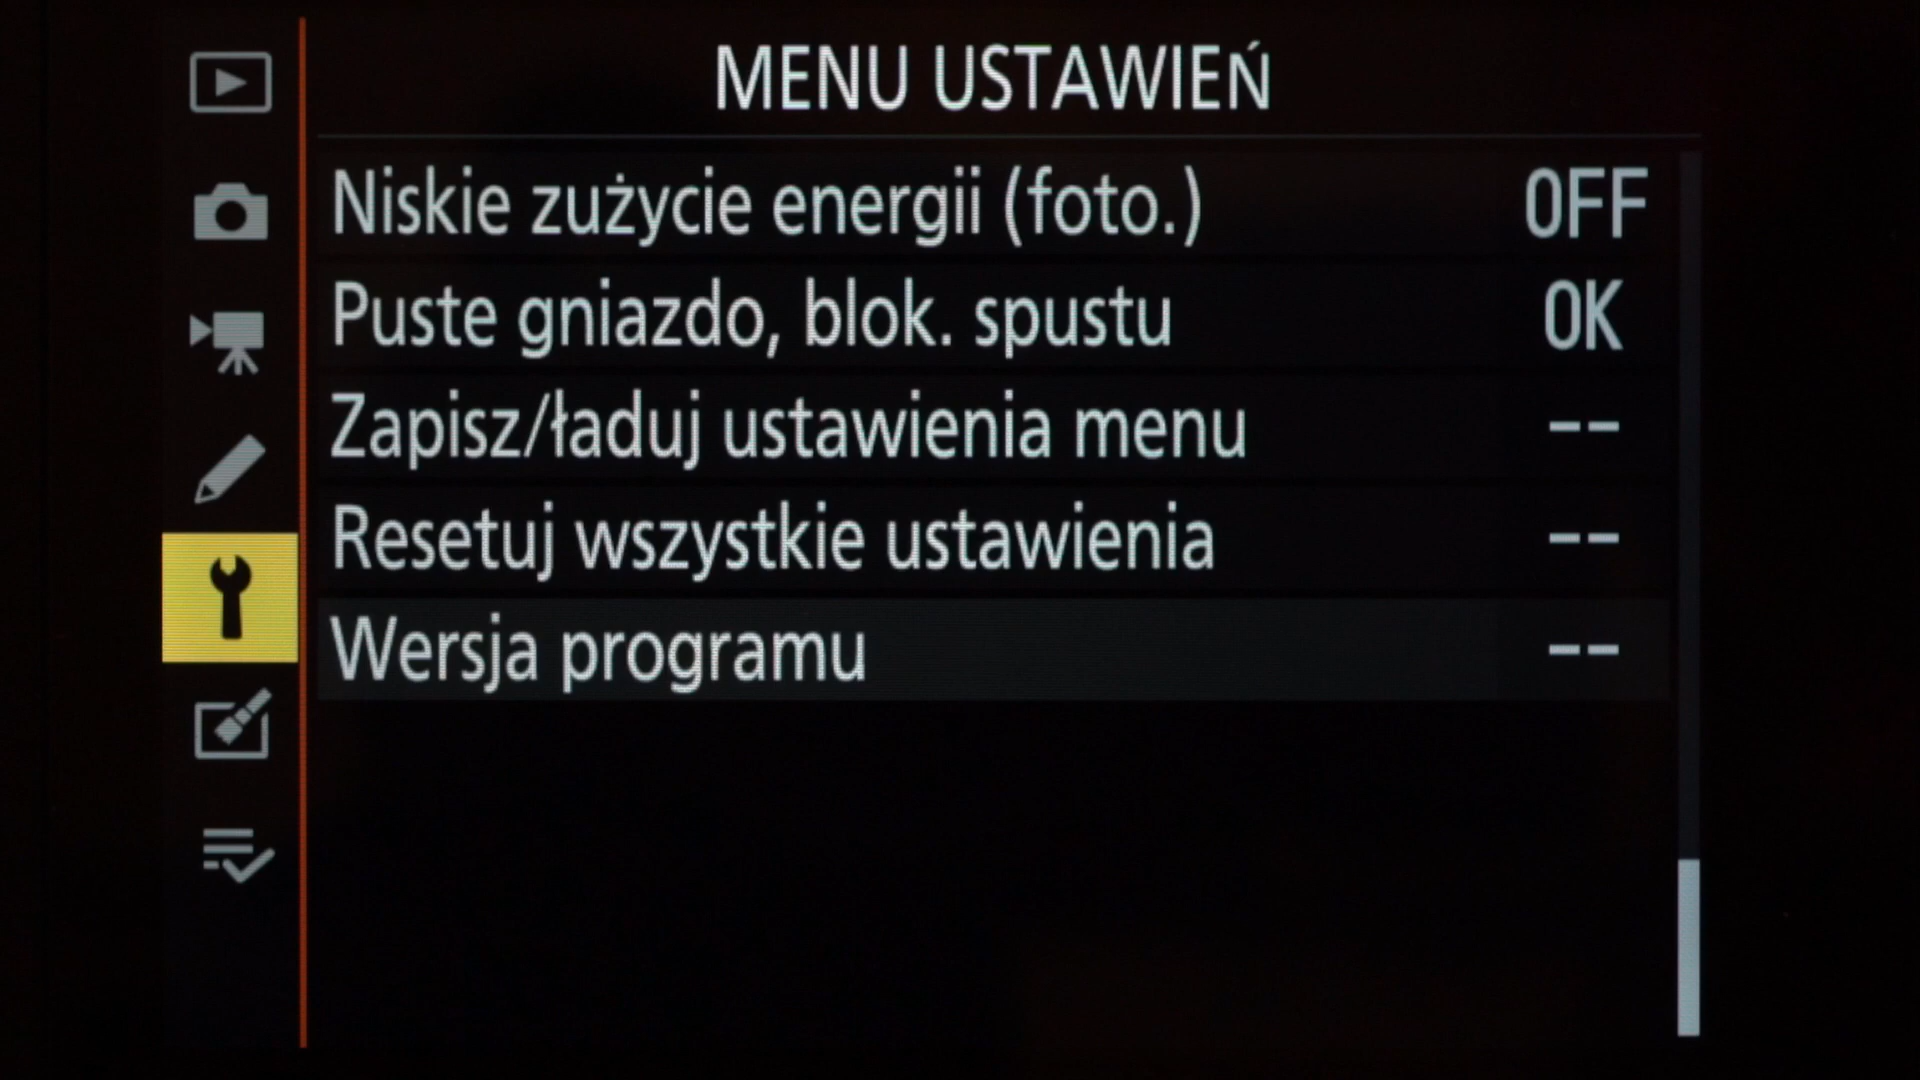 MENU USTAWIEŃ
Niskie zużycie energii (foto.) OFF
Puste gniazdo, blok. spustu OK
Zapisz/ładuj ustawienia menu --
Resetuj wszystkie ustawienia --
Wersja programu --